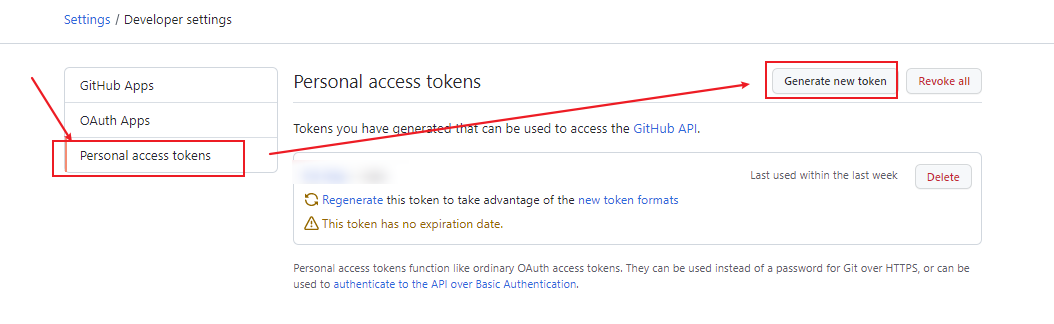 Settings / Developer settings
GitHub Apps
OAuth Apps
Personal access tokens
Personal access tokens
Generate new token
Revoke all
Tokens you have generated that can be used to access the GitHub API.
Last used within the last week
Delete
Regenerate this token to take advantage of the new token formats
This token has no expiration date.
Personal access tokens function like ordinary OAuth access tokens. They can be used instead of a password for Git over HTTPS, or can be
used to authenticate to the API over Basic Authentication.